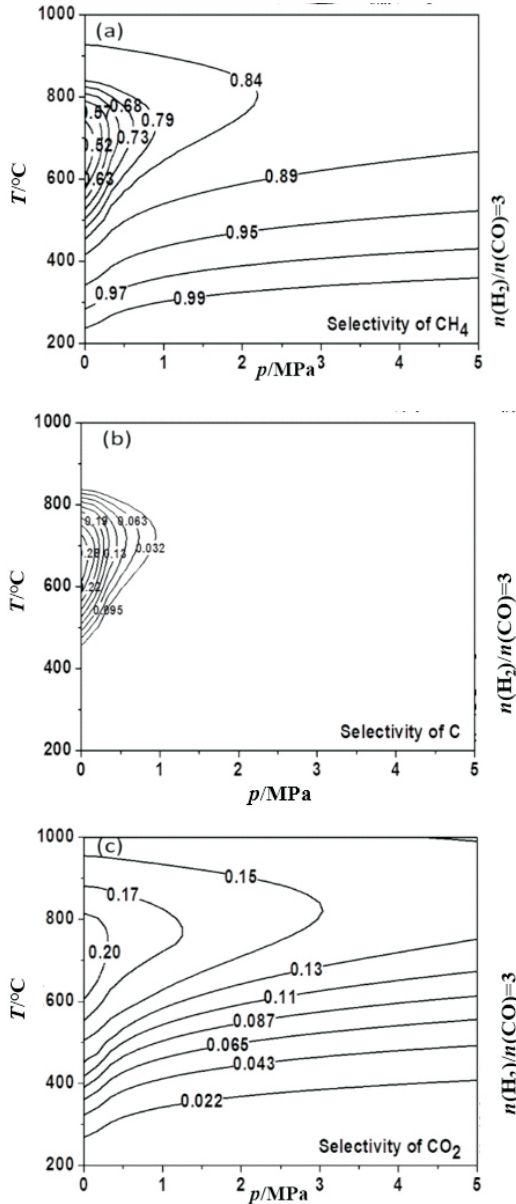 (a)
1000
800
600
400
200
T/°C
0.84
0.57
0.68
0.79
0.52
0.73
0.63
0.89
0.95
0.97
0.99
Selectivity of CH4
0 1 2 3 4 5
p/MPa
n(H2)/n(CO)=3
(b)
1000
800
600
400
200
T/°C
0.19
0.063
0.13
0.032
0.22
0.095
Selectivity of C
0 1 2 3 4 5
p/MPa
n(H2)/n(CO)=3
(c)
1000
800
600
400
200
T/°C
0.15
0.17
0.20
0.13
0.11
0.087
0.065
0.043
0.022
Selectivity of CO2
0 1 2 3 4 5
p/MPa
n(H2)/n(CO)=3